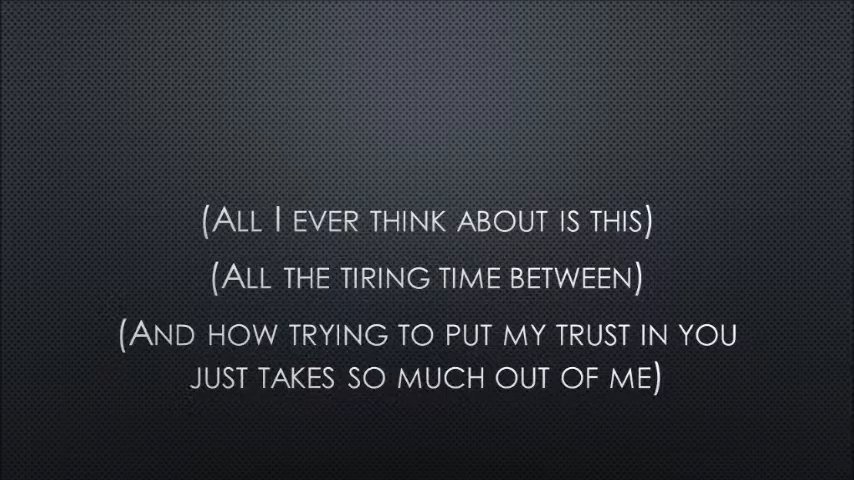 (All I ever think about is this)
(All the tiring time between)
(And how trying to put my trust in you
just takes so much out of me)